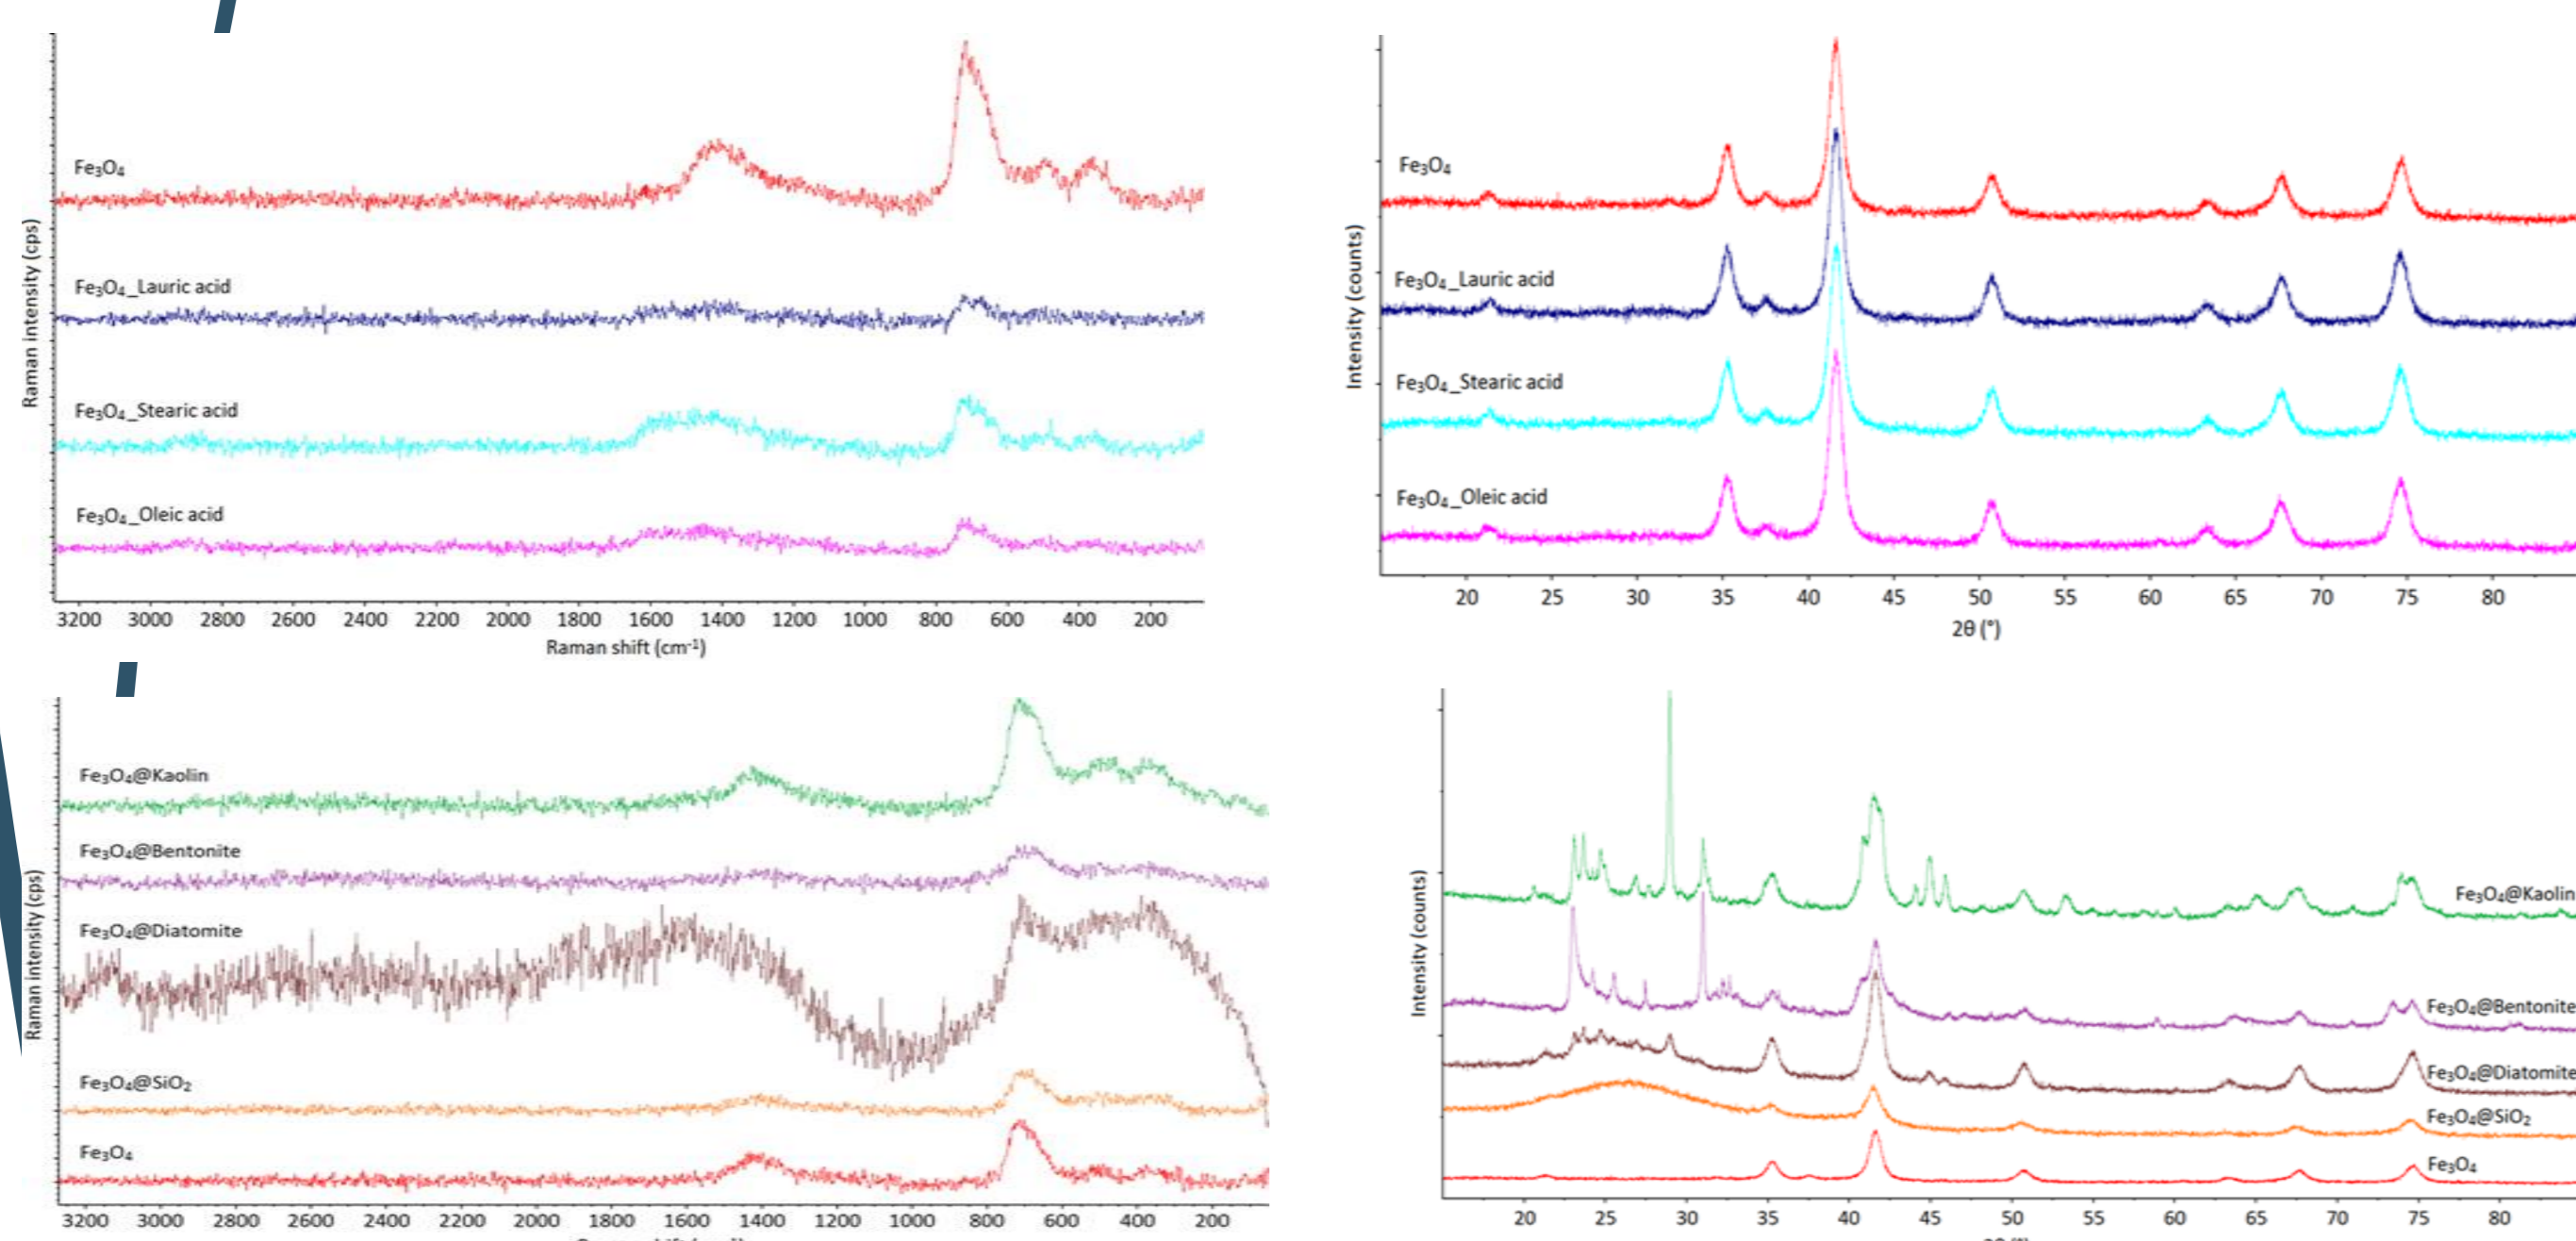 Fe₃O₄
Fe₃O₄_Lauric acid
Fe₃O₄_Stearic acid
Fe₃O₄_Oleic acid
Raman intensity (cps)
3200 3000 2800 2600 2400 2200 2000 1800 1600 1400 1200 1000 800 600 400 200
Raman shift (cm⁻¹)
Fe₃O₄
Fe₃O₄_Lauric acid
Fe₃O₄_Stearic acid
Fe₃O₄_Oleic acid
Intensity (counts)
20 25 30 35 40 45 50 55 60 65 70 75 80
2θ (°)
Fe₃O₄@Kaolin
Fe₃O₄@Bentonite
Fe₃O₄@Diatomite
Fe₃O₄@SiO₂
Fe₃O₄
Raman intensity (cps)
3200 3000 2800 2600 2400 2200 2000 1800 1600 1400 1200 1000 800 600 400 200
Fe₃O₄@Kaolin
Fe₃O₄@Bentonite
Fe₃O₄@Diatomite
Fe₃O₄@SiO₂
Fe₃O₄
Intensity (counts)
20 25 30 35 40 45 50 55 60 65 70 75 80